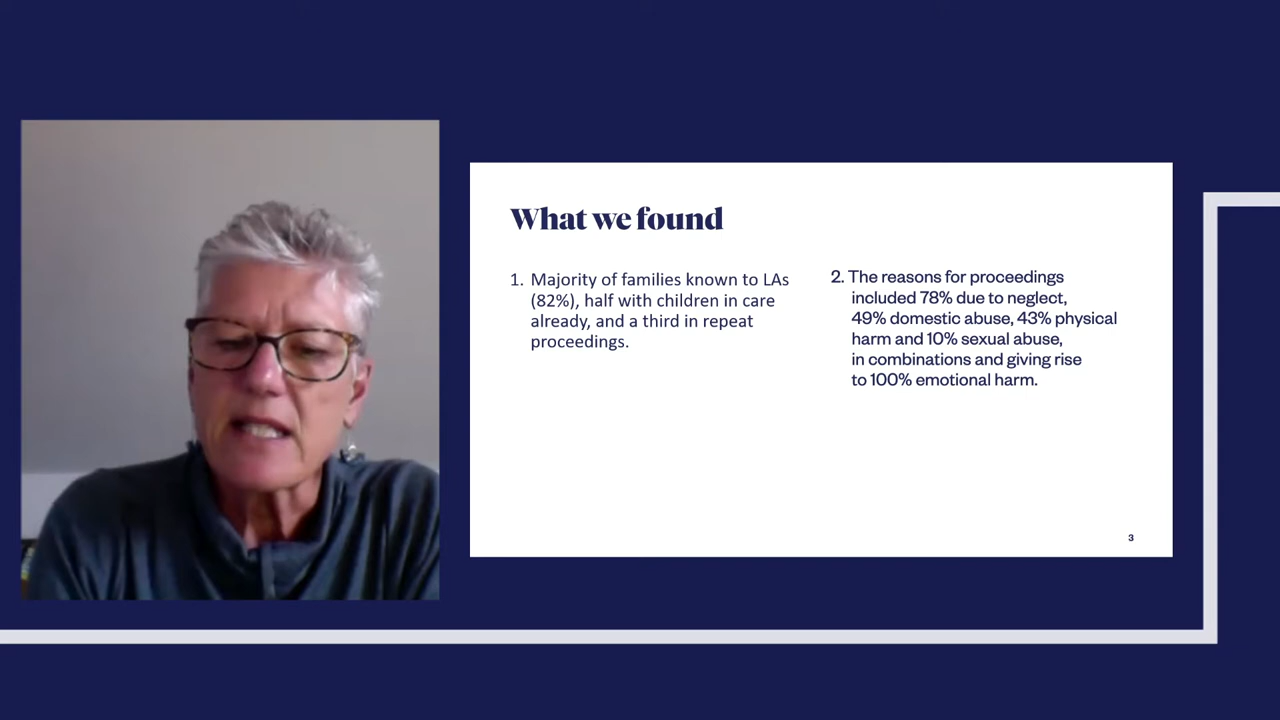 What we found
1. Majority of families known to LAs
(82%), half with children in care
already, and a third in repeat
proceedings.
2. The reasons for proceedings
included 78% due to neglect,
49% domestic abuse, 43% physical
harm and 10% sexual abuse,
in combinations and giving rise
to 100% emotional harm.
3